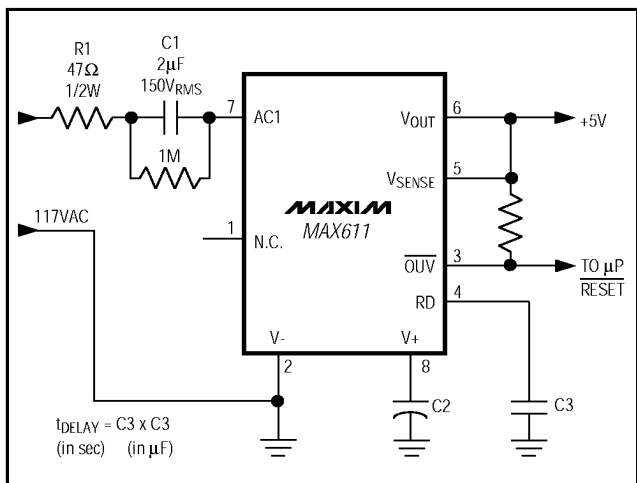 R1
47Ω
1/2W
C1
2µF
150VRMS
1M
117VAC
7
AC1
1
N.C.
MAXIM
MAX611
VOUT
6
+5V
VSENSE
5
OUV
3
TO µP
RESET
RD
4
V-
2
V+
8
C2
C3
tDELAY = C3 x C3
(in sec) (in µF)